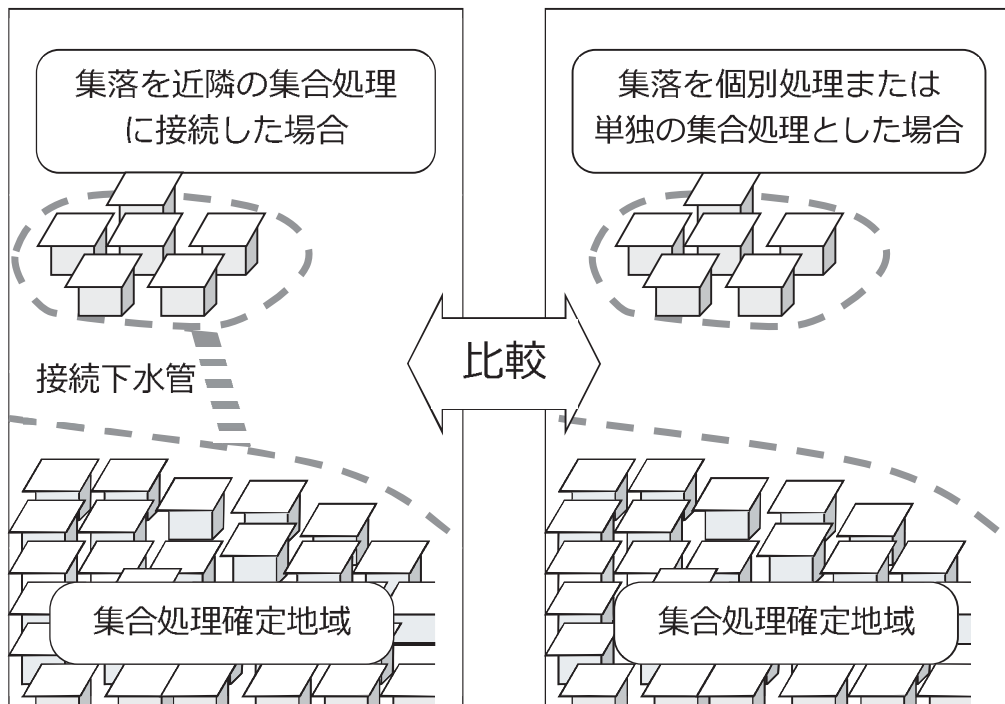 集落を近隣の集合処理
に接続した場合
接続下水管
集合処理確定地域
比較
集落を個別処理または
単独の集合処理とした場合
集合処理確定地域